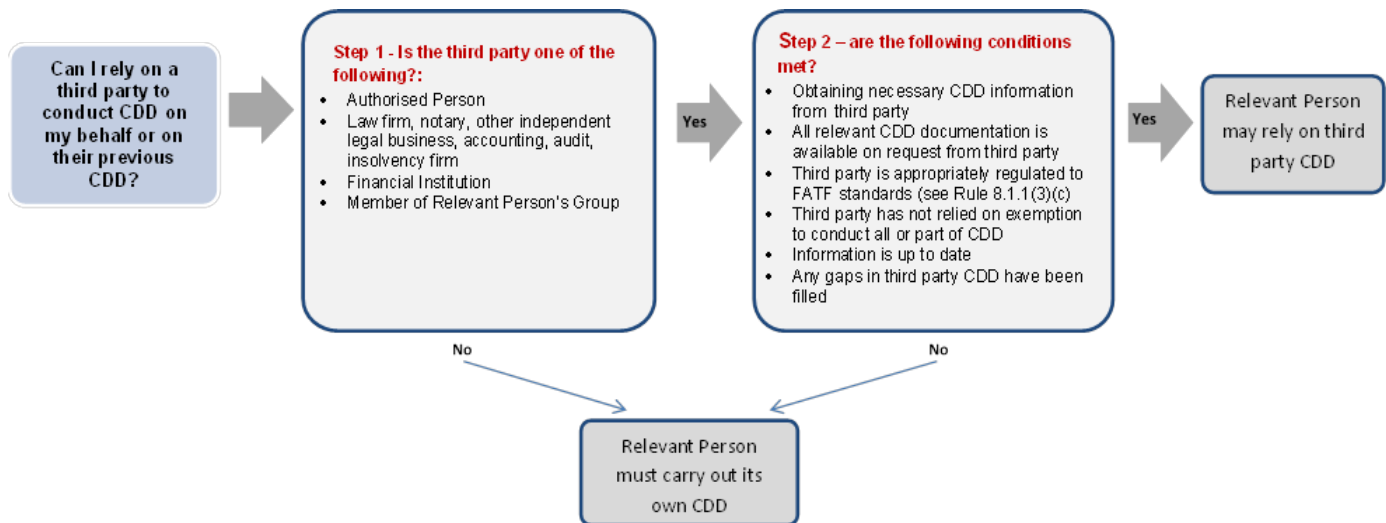 Can I rely on a
third party to
conduct CDD on
my behalf or on
their previous
CDD?
Step 1 - Is the third party one of the
following?:
• Authorised Person
• Law firm, notary, other independent
legal business, accounting, audit,
insolvency firm
• Financial Institution
• Member of Relevant Person's Group
Yes
Step 2 – are the following conditions
met?
• Obtaining necessary CDD information
from third party
• All relevant CDD documentation is
available on request from third party
• Third party is appropriately regulated to
FATF standards (see Rule 8.1.1(3)(c)
• Third party has not relied on exemption
to conduct all or part of CDD
• Information is up to date
• Any gaps in third party CDD have been
filled
Yes
Relevant Person
may rely on third
party CDD
No
No
Relevant Person
must carry out its
own CDD